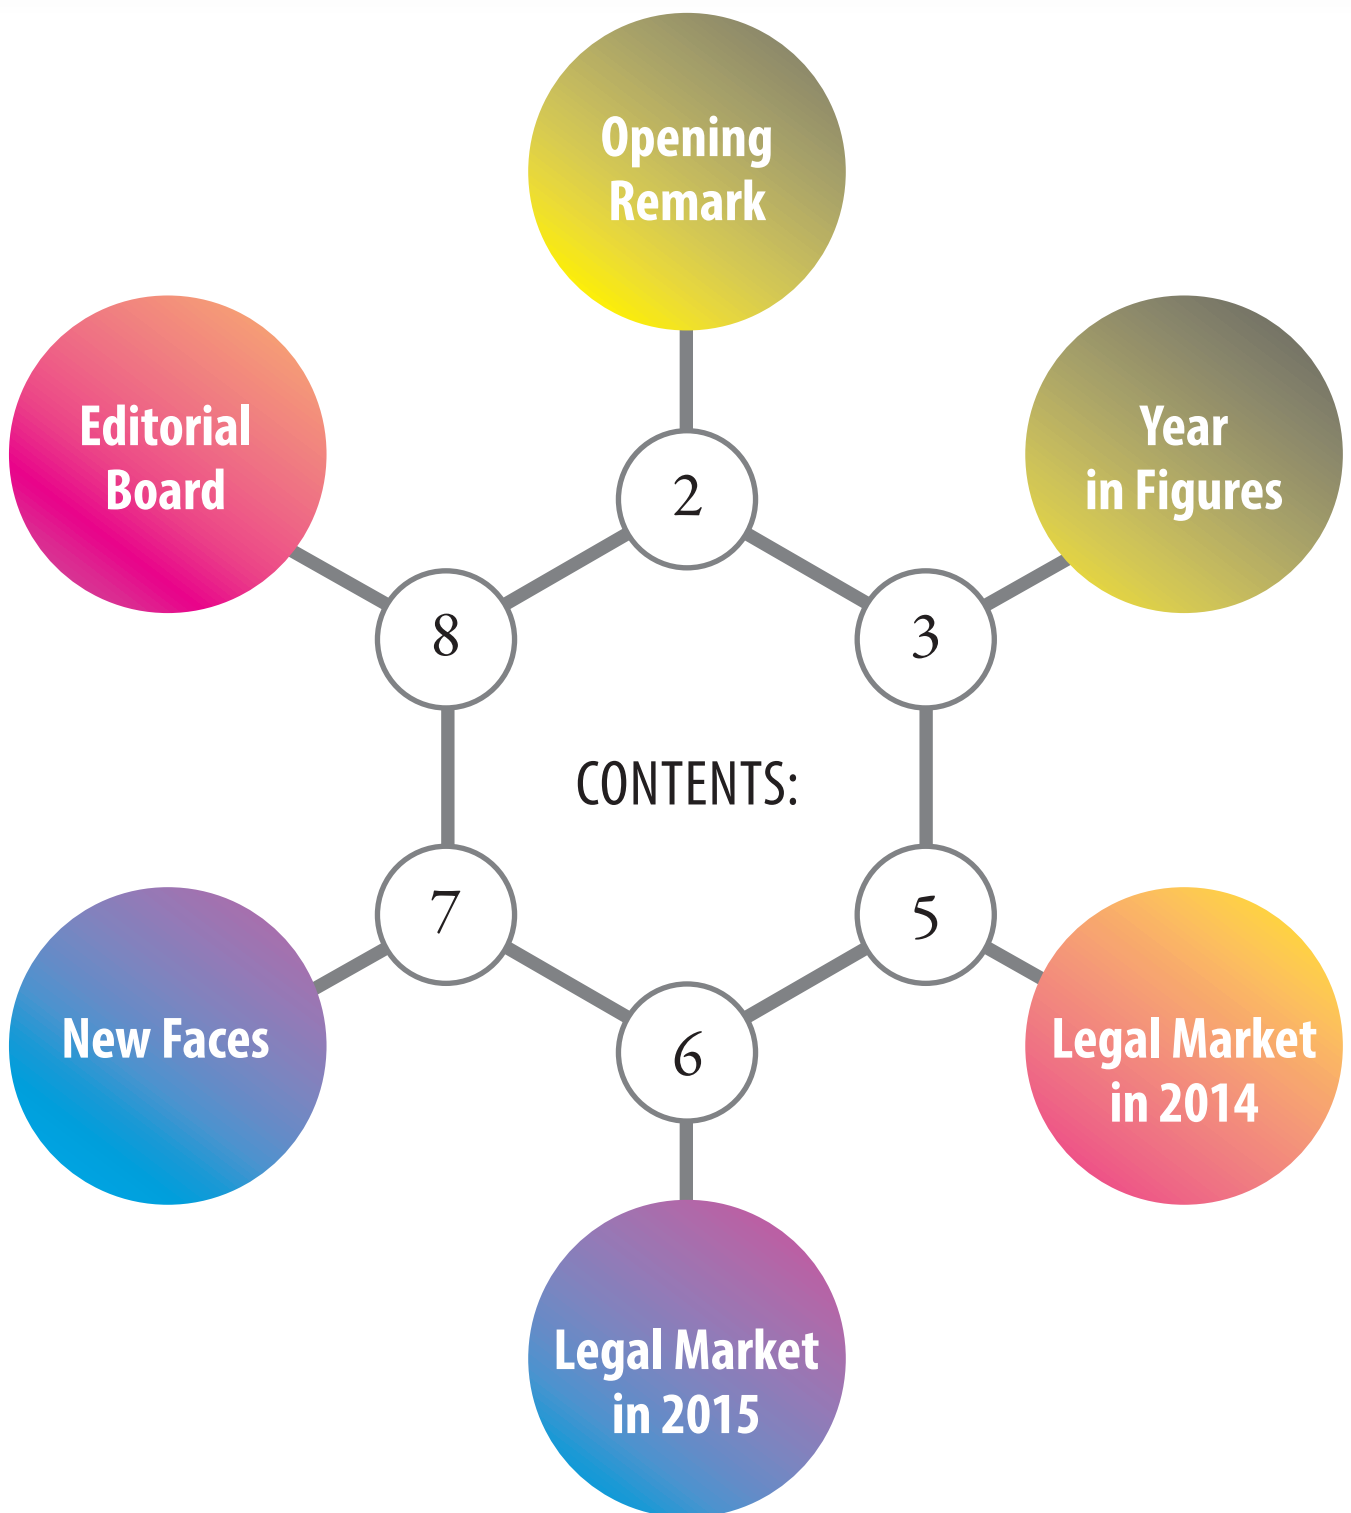 Opening
Remark
2
Year
in Figures
3
Legal Market
in 2014
5
Legal Market
in 2015
6
New Faces
7
Editorial
Board
8
CONTENTS: